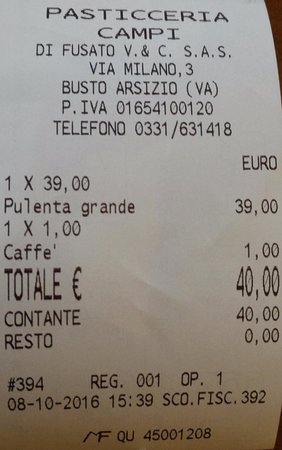 PASTICCERIA
CAMPI
DI FUSATO V.& C. S.A.S.
VIA MILANO,3
BUSTO ARSIZIO (VA)
P.IVA 01654100120
TELEFONO 0331/631418
EURO
1 X 39,00
Pulenta grande 39,00
1 X 1,00
Caffe' 1,00
TOTALE € 40,00
CONTANTE 40,00
RESTO 0,00
#394 REG. 001 OP. 1
08-10-2016 15:39 SCO.FISC.392
MF QU 45001208